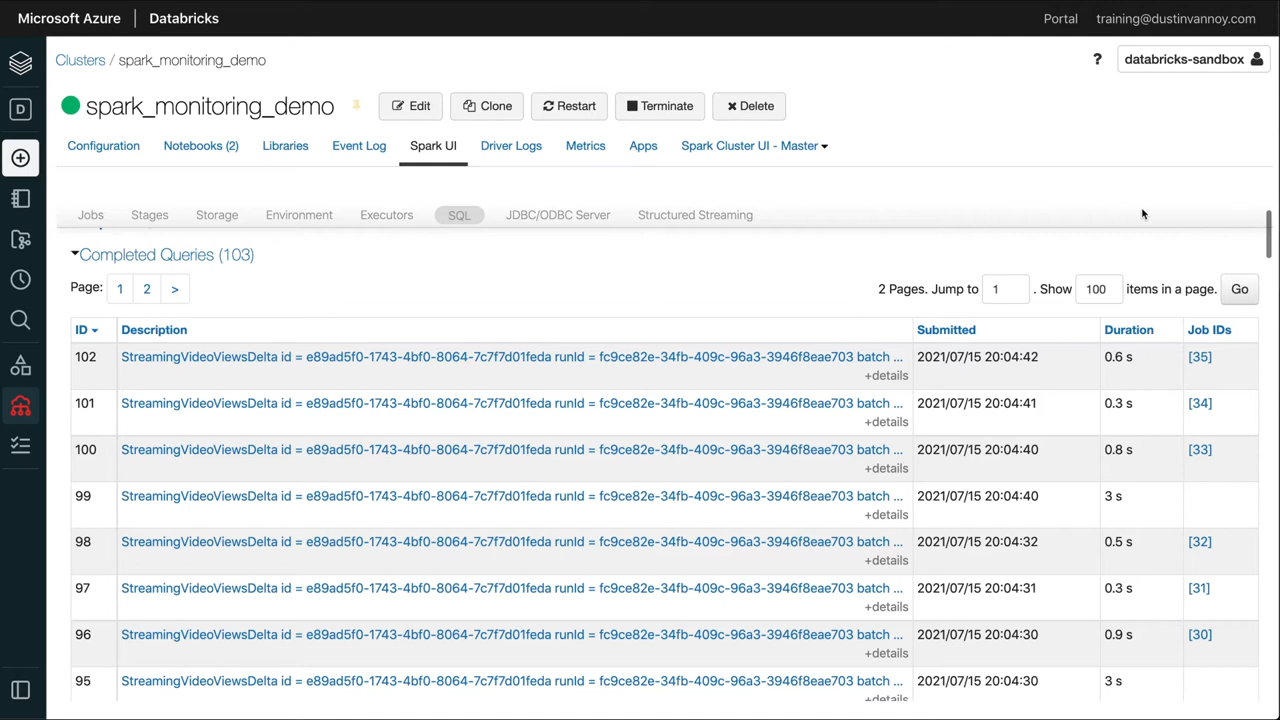 Microsoft Azure | Databricks Portal training@dustinvannoy.com
Clusters / spark_monitoring_demo ? databricks-sandbox
D
spark_monitoring_demo Edit Clone Restart Terminate Delete
Configuration Notebooks (2) Libraries Event Log Spark UI Driver Logs Metrics Apps Spark Cluster UI - Master
Jobs Stages Storage Environment Executors SQL JDBC/ODBC Server Structured Streaming
Completed Queries (103)
Page: 1 2 > 2 Pages. Jump to 1 . Show 100 items in a page. Go
ID Description Submitted Duration Job IDs
102 StreamingVideoViewsDelta id = e89ad5f0-1743-4bf0-8064-7c7f7d01feda runId = fc9ce82e-34fb-409c-96a3-3946f8eae703 batch ... 2021/07/15 20:04:42 0.6 s [35]
+details
101 StreamingVideoViewsDelta id = e89ad5f0-1743-4bf0-8064-7c7f7d01feda runId = fc9ce82e-34fb-409c-96a3-3946f8eae703 batch ... 2021/07/15 20:04:41 0.3 s [34]
+details
100 StreamingVideoViewsDelta id = e89ad5f0-1743-4bf0-8064-7c7f7d01feda runId = fc9ce82e-34fb-409c-96a3-3946f8eae703 batch ... 2021/07/15 20:04:40 0.8 s [33]
+details
99 StreamingVideoViewsDelta id = e89ad5f0-1743-4bf0-8064-7c7f7d01feda runId = fc9ce82e-34fb-409c-96a3-3946f8eae703 batch ... 2021/07/15 20:04:40 3 s
+details
98 StreamingVideoViewsDelta id = e89ad5f0-1743-4bf0-8064-7c7f7d01feda runId = fc9ce82e-34fb-409c-96a3-3946f8eae703 batch ... 2021/07/15 20:04:32 0.5 s [32]
+details
97 StreamingVideoViewsDelta id = e89ad5f0-1743-4bf0-8064-7c7f7d01feda runId = fc9ce82e-34fb-409c-96a3-3946f8eae703 batch ... 2021/07/15 20:04:31 0.3 s [31]
+details
96 StreamingVideoViewsDelta id = e89ad5f0-1743-4bf0-8064-7c7f7d01feda runId = fc9ce82e-34fb-409c-96a3-3946f8eae703 batch ... 2021/07/15 20:04:30 0.9 s [30]
+details
95 StreamingVideoViewsDelta id = e89ad5f0-1743-4bf0-8064-7c7f7d01feda runId = fc9ce82e-34fb-409c-96a3-3946f8eae703 batch ... 2021/07/15 20:04:30 3 s
+details